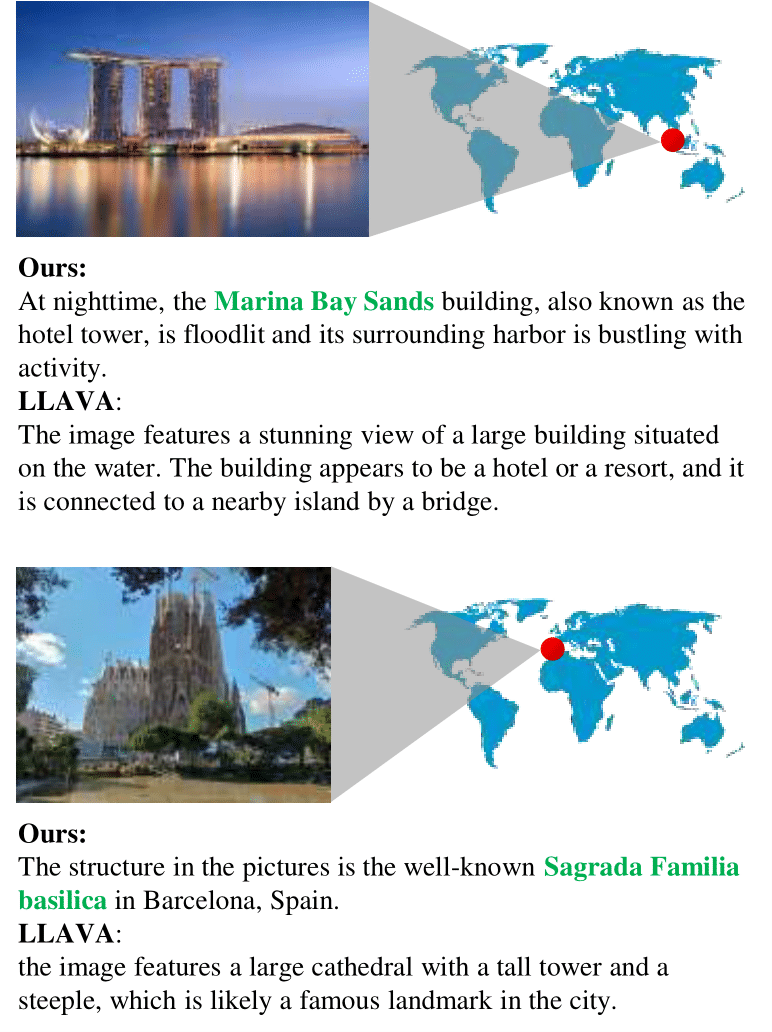 Ours:
At nighttime, the Marina Bay Sands building, also known as the
hotel tower, is floodlit and its surrounding harbor is bustling with
activity.
LLAVA:
The image features a stunning view of a large building situated
on the water. The building appears to be a hotel or a resort, and it
is connected to a nearby island by a bridge.
Ours:
The structure in the pictures is the well-known Sagrada Familia
basilica in Barcelona, Spain.
LLAVA:
the image features a large cathedral with a tall tower and a
steeple, which is likely a famous landmark in the city.